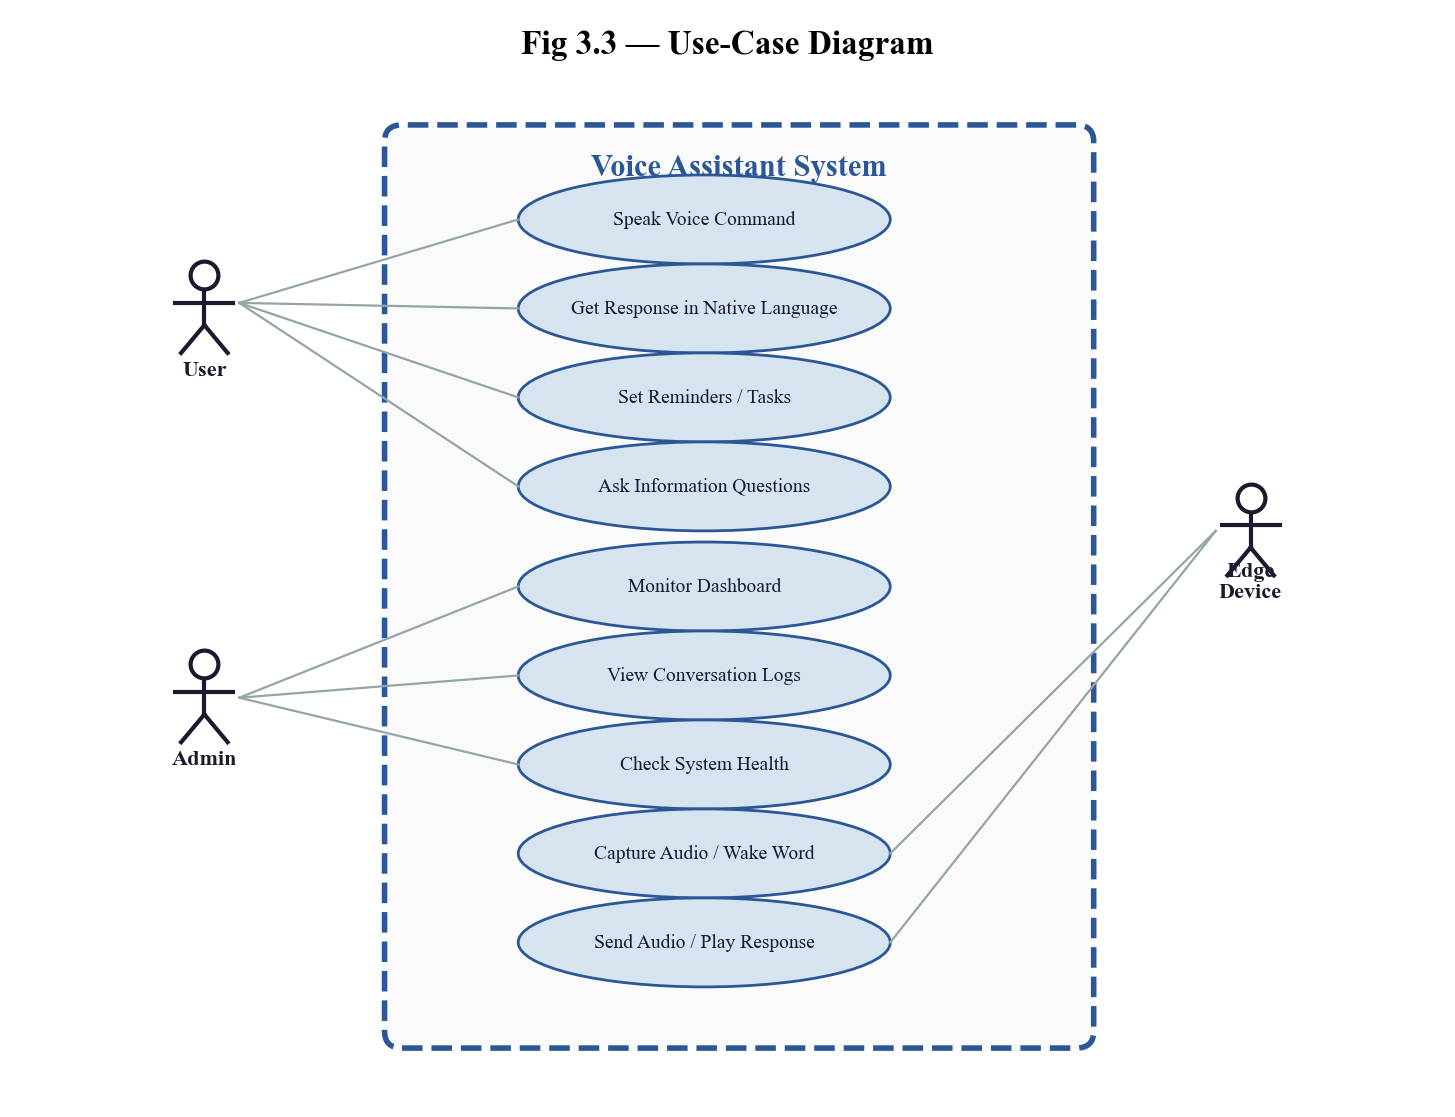 Fig 3.3 — Use-Case Diagram
Voice Assistant System
Speak Voice Command
Get Response in Native Language
Set Reminders / Tasks
Ask Information Questions
Monitor Dashboard
View Conversation Logs
Check System Health
Capture Audio / Wake Word
Send Audio / Play Response
User
Admin
Edge
Device